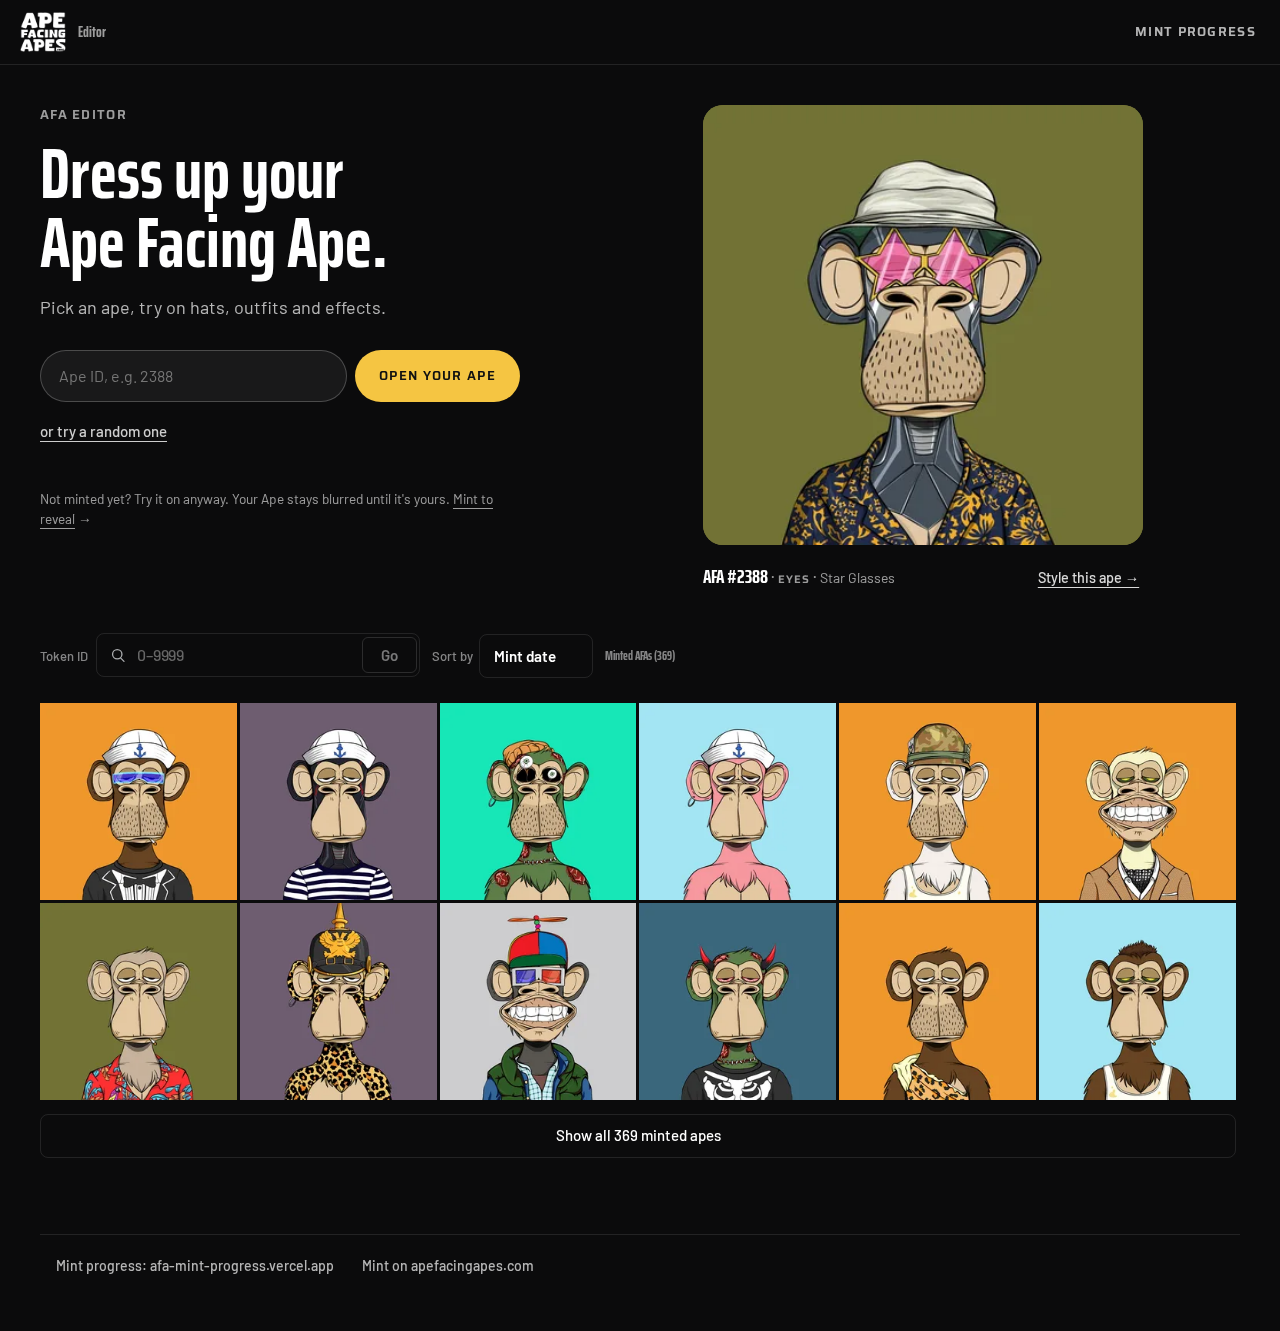 APE
FACING
APES
Editor
MINT PROGRESS
AFA EDITOR
Dress up your
Ape Facing Ape.
Pick an ape, try on hats, outfits and effects.
Ape ID, e.g. 2388
OPEN YOUR APE
or try a random one
Not minted yet? Try it on anyway. Your Ape stays blurred until it's yours. Mint to
reveal →
AFA #2388 · EYES · Star Glasses
Style this ape →
Token ID
0–9999
Go
Sort by
Mint date
Minted AFAs (369)
Show all 369 minted apes
Mint progress: afa-mint-progress.vercel.app
Mint on apefacingapes.com